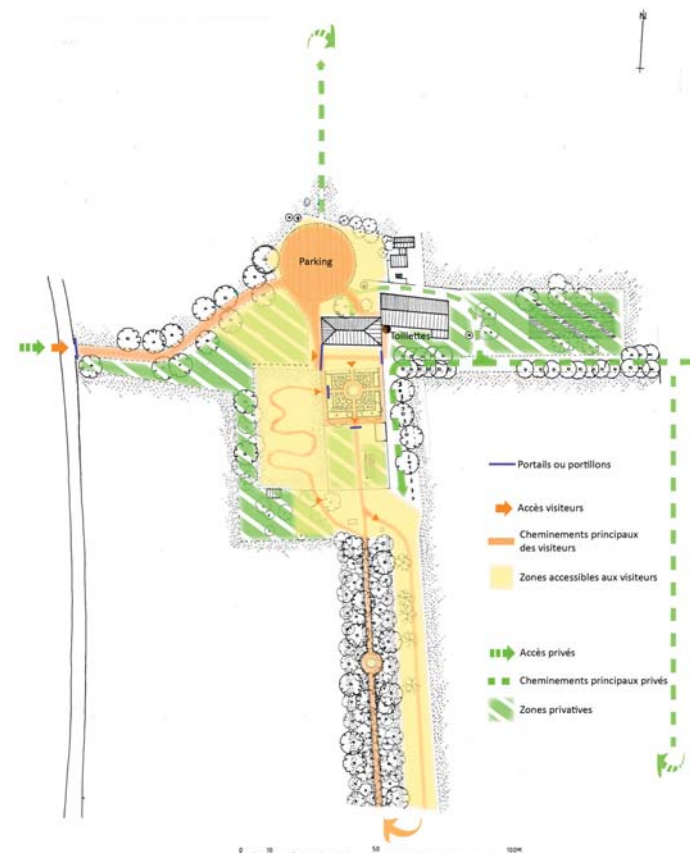 N
Parking
Toillettes
Portails ou portillons
Accès visiteurs
Cheminements principaux
des visiteurs
Zones accessibles aux visiteurs
Accès privés
Cheminements principaux privés
Zones privatives
0 10 50 100M